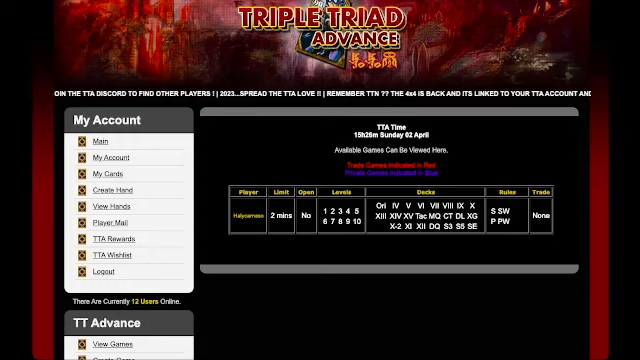 TRIPLE TRIAD
ADVANCE
OIN THE TTA DISCORD TO FIND OTHER PLAYERS ! | 2023...SPREAD THE TTA LOVE !! | REMEMBER TTN ?? THE 4x4 IS BACK AND ITS LINKED TO YOUR TTA ACCOUNT AND
My Account
Main
My Account
My Cards
Create Hand
View Hands
Player Mail
TTA Rewards
TTA Wishlist
Logout
There Are Currently 12 Users Online.
TT Advance
View Games
Create Game
TTA Time
15h26m Sunday 02 April
Available Games Can Be Viewed Here.
Trade Games Indicated in Red
Private Games Indicated in Blue
Player Limit Open Levels Decks Rules Trade
Halycameso 2 mins No 1 2 3 4 5 6 7 8 9 10 Ori IV V VI VII VIII IX X XIII XIV XV Tac MQ CT DL XG X-2 XI XII DQ S3 S5 SE S SW P PW None